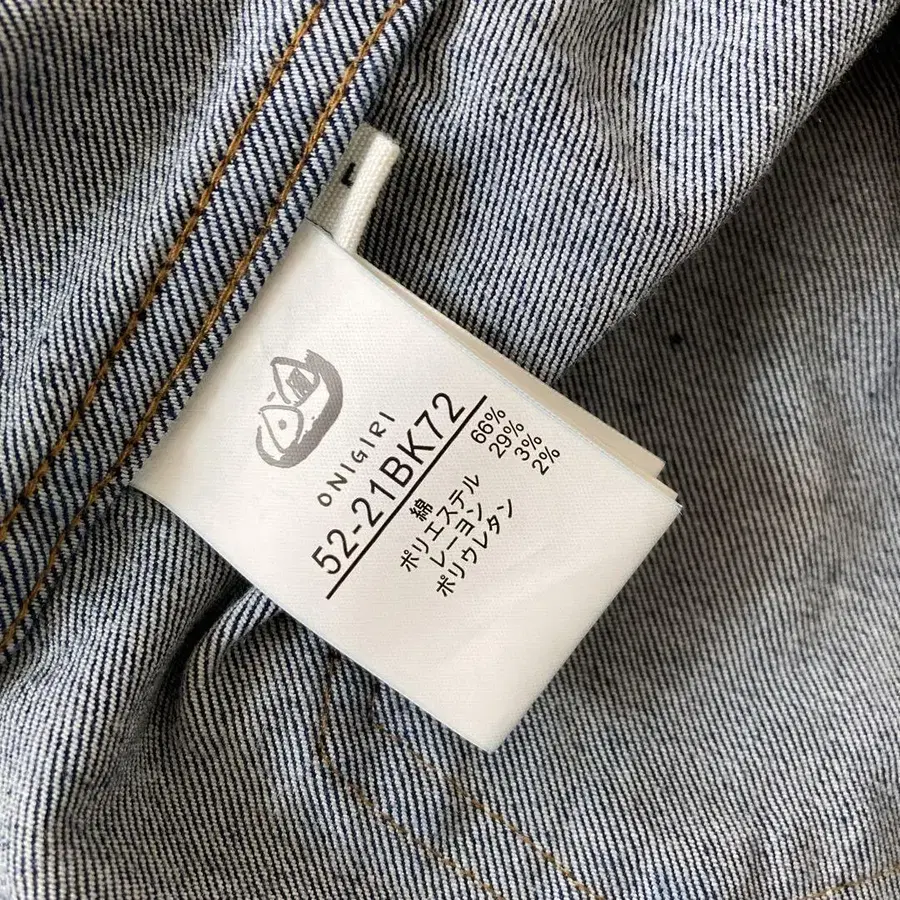 ONIGIRI
52-21BK72
綿 66%
ポリエステル 29%
レーヨン 3%
ポリウレタン 2%